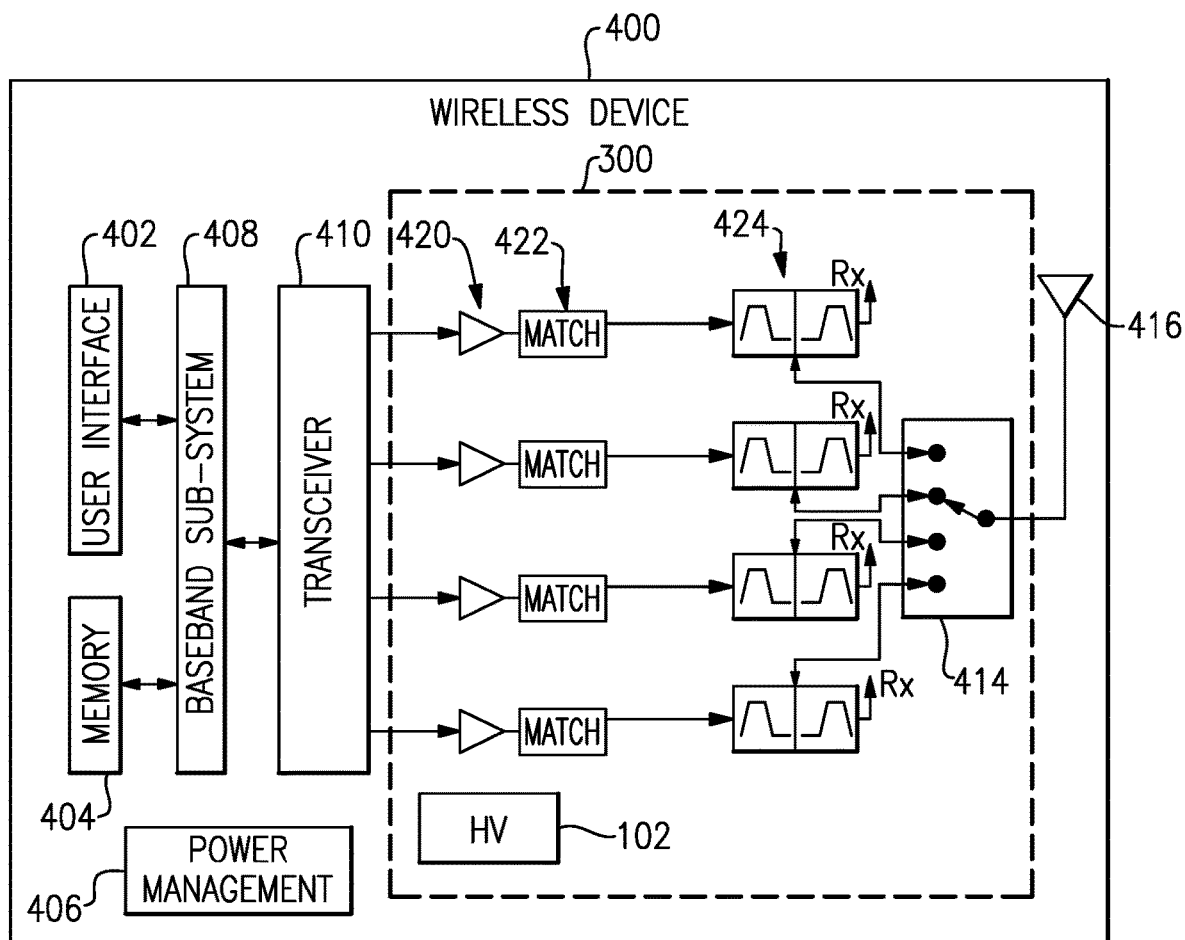 400
WIRELESS DEVICE
300
402
408
410
420
422
424
Rx
416
USER INTERFACE
BASEBAND SUB-SYSTEM
TRANSCEIVER
MATCH
Rx
MATCH
Rx
MATCH
414
MEMORY
Rx
MATCH
404
HV
102
POWER
MANAGEMENT
406